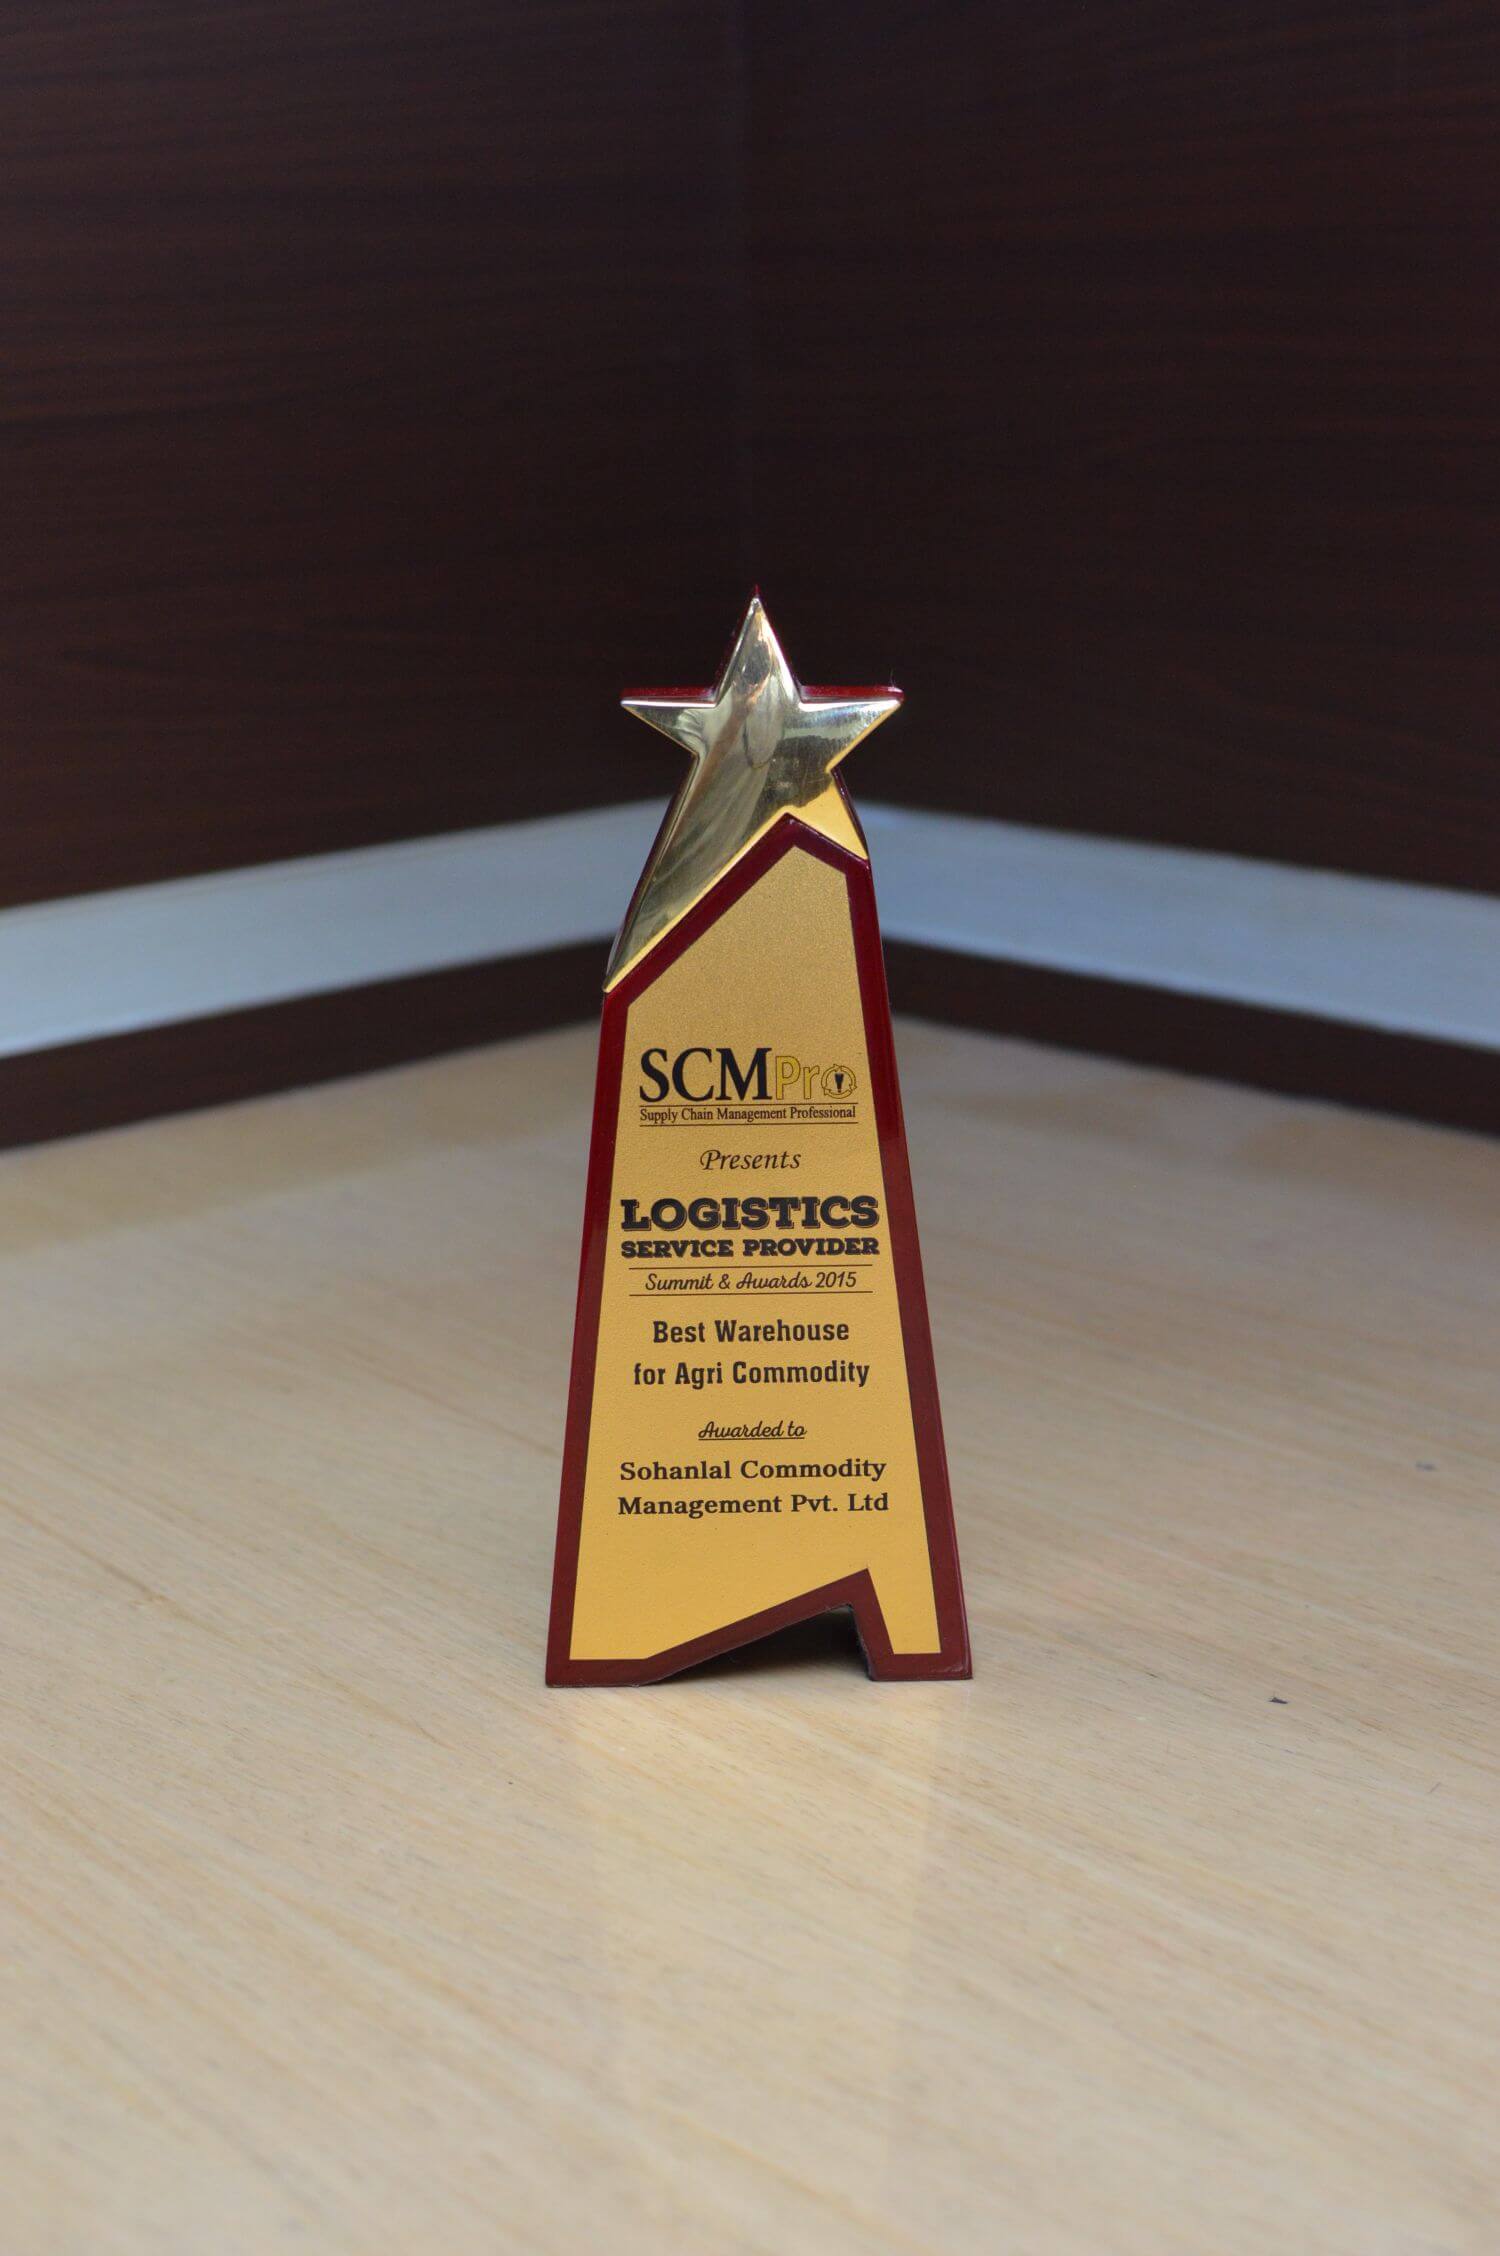 SCMPro
Supply Chain Management Professional
Presents
LOGISTICS
SERVICE PROVIDER
Summit & Awards 2015
Best Warehouse
for Agri Commodity
Awarded to
Sohanlal Commodity
Management Pvt. Ltd